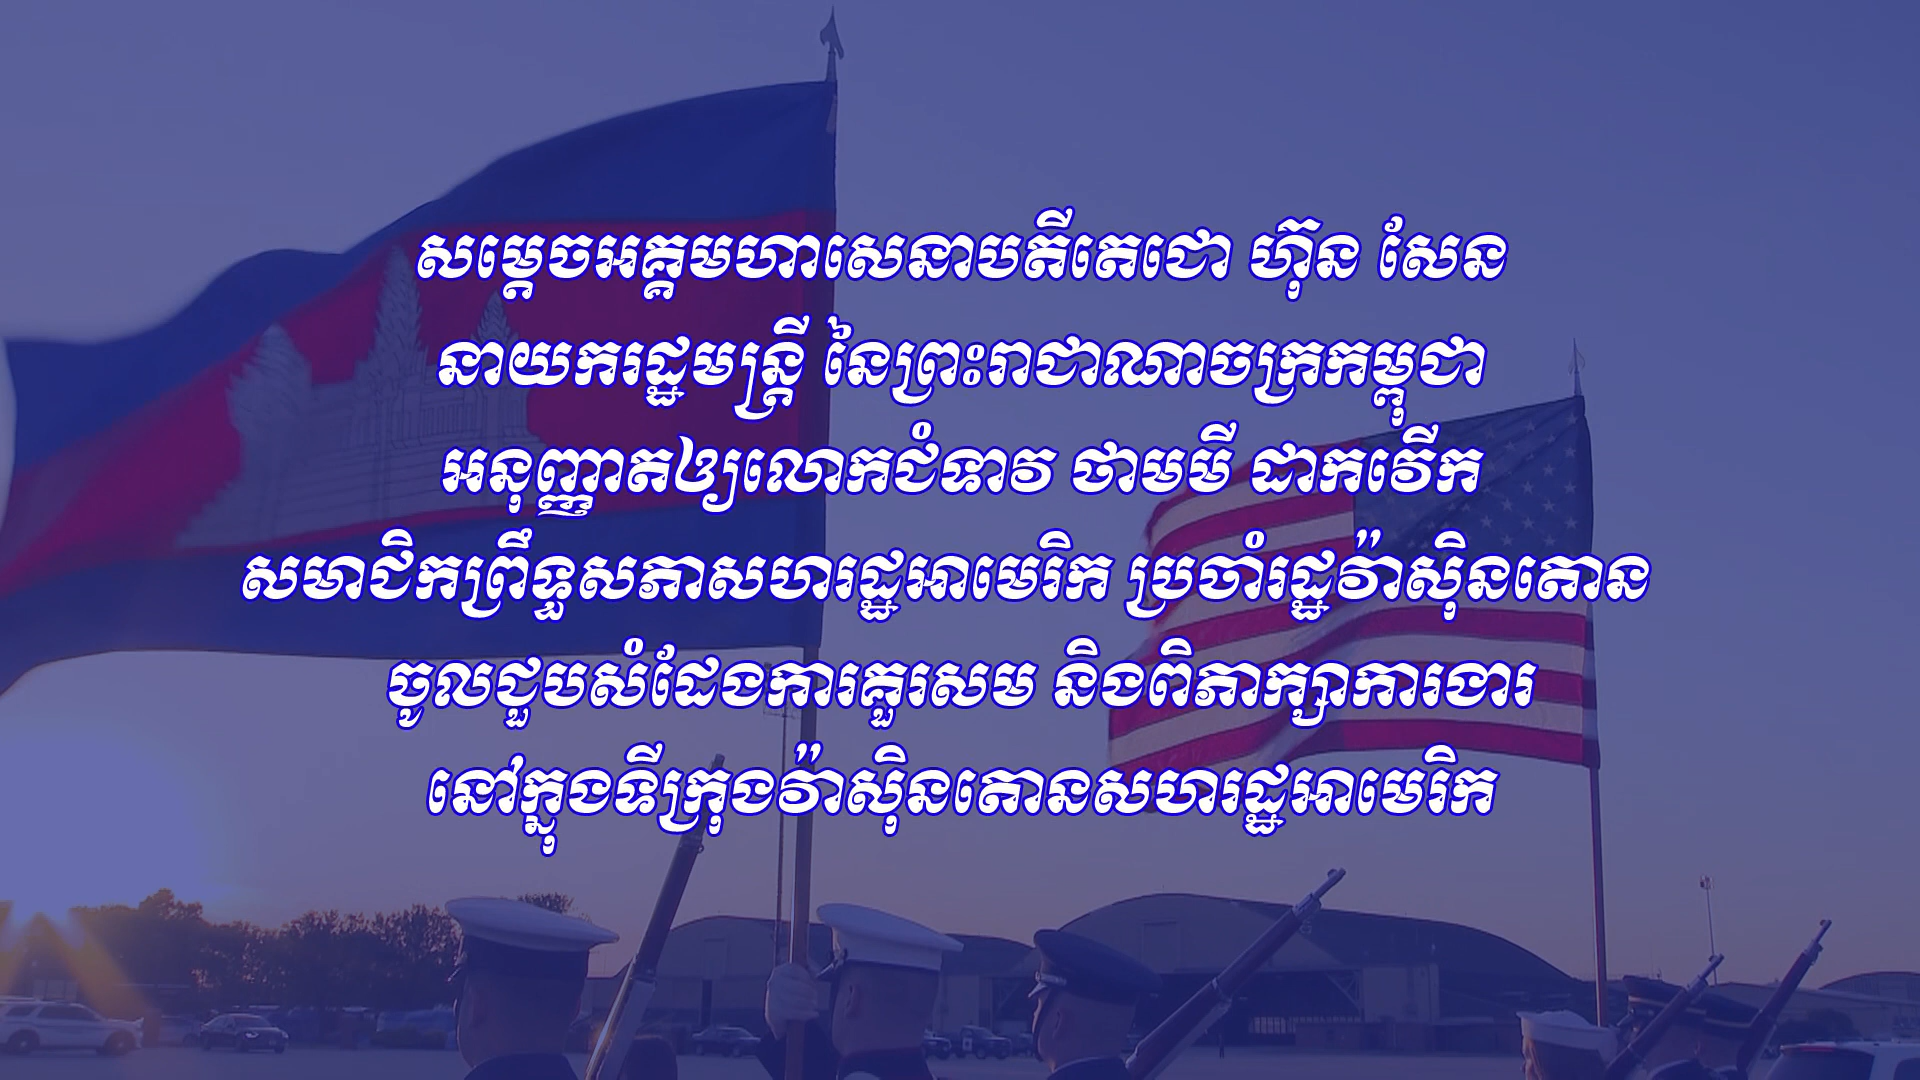 សម្ដេចអគ្គមហាសេនាបតីតេជោ ហ៊ុន សែន
នាយករដ្ឋមន្ត្រី នៃព្រះរាជាណាចក្រកម្ពុជា
អនុញ្ញាតឲ្យលោកជំទាវ ថាមមី ដាកវើក
សមាជិកព្រឹទ្ធសភាសហរដ្ឋអាមេរិក ប្រចាំរដ្ឋវ៉ាស៊ិនតោន
ចូលជួបសំដែងការគួរសម និងពិភាក្សាការងារ
នៅក្នុងទីក្រុងវ៉ាស៊ិនតោនសហរដ្ឋអាមេរិក